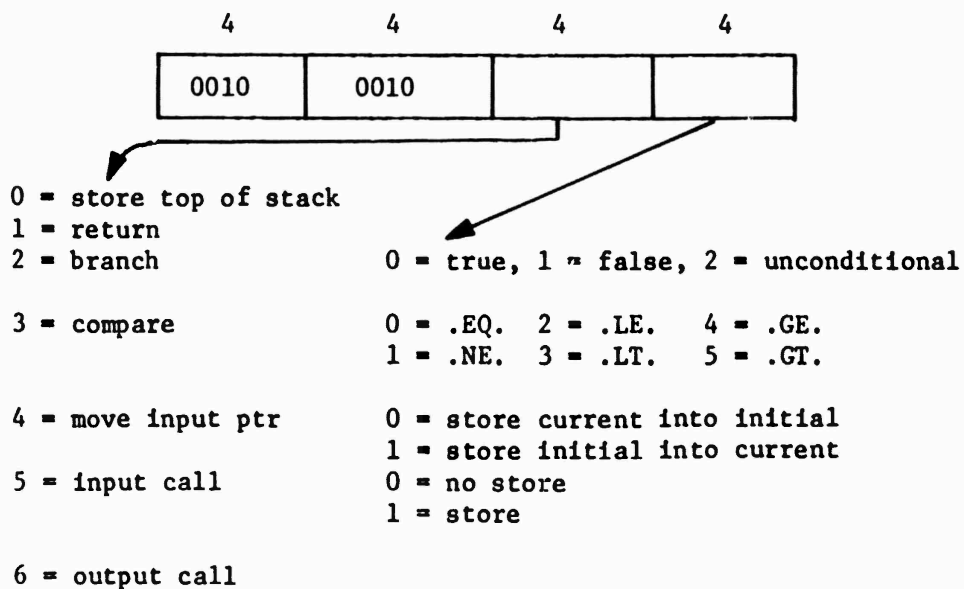 4 4 4 4
0010 0010
0 = store top of stack
1 = return
2 = branch 0 = true, 1 = false, 2 = unconditional
3 = compare 0 = .EQ. 2 = .LE. 4 = .GE.
1 = .NE. 3 = .LT. 5 = .GT.
4 = move input ptr 0 = store current into initial
1 = store initial into current
5 = input call 0 = no store
1 = store
6 = output call